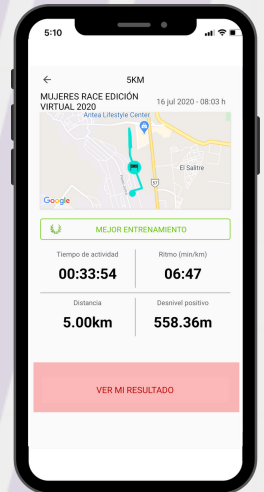 5:10
5KM
MUJERES RACE EDICIÓN
VIRTUAL 2020
16 jul 2020 - 08:03 h
Antea Lifestyle Center
El Salitre
57
Google
MEJOR ENTRENAMIENTO
Tiempo de actividad
Ritmo (min/km)
00:33:54
06:47
Distancia
Desnivel positivo
5.00km
558.36m
VER MI RESULTADO